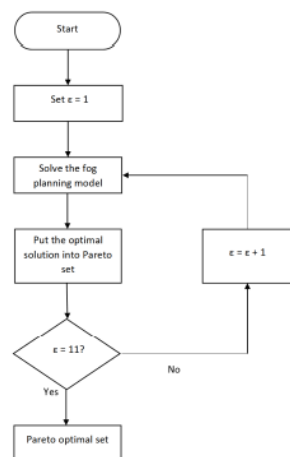 Start
Set ε = 1
Solve the fog
planning model
Put the optimal
solution into Pareto
set
ε = ε + 1
ε = 11?
No
Yes
Pareto optimal set